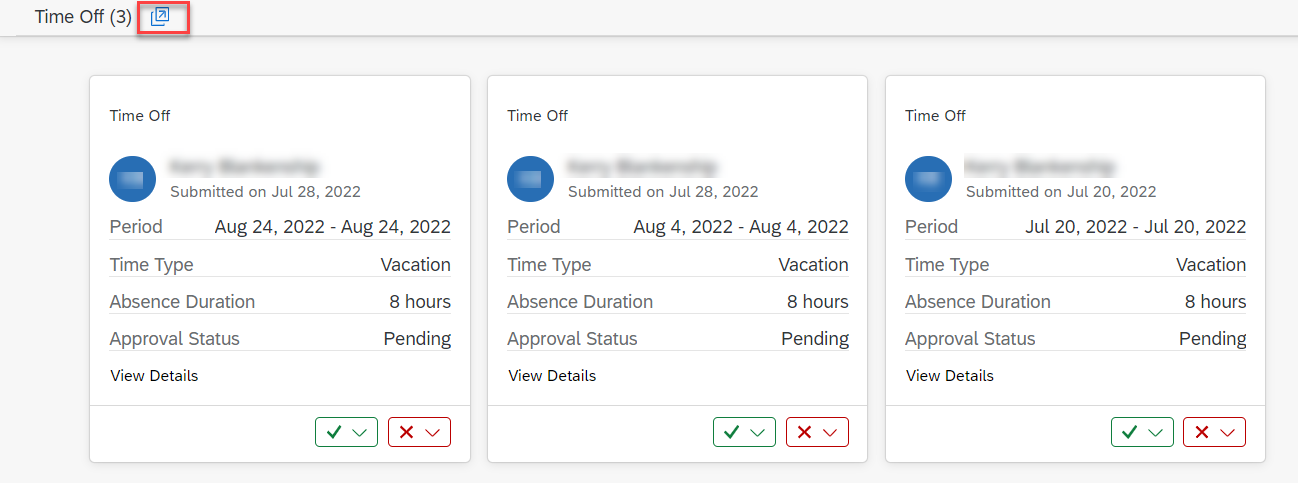 Time Off (3)
Time Off
Submitted on Jul 28, 2022
Period Aug 24, 2022 - Aug 24, 2022
Time Type Vacation
Absence Duration 8 hours
Approval Status Pending
View Details
Time Off
Submitted on Jul 28, 2022
Period Aug 4, 2022 - Aug 4, 2022
Time Type Vacation
Absence Duration 8 hours
Approval Status Pending
View Details
Time Off
Submitted on Jul 20, 2022
Period Jul 20, 2022 - Jul 20, 2022
Time Type Vacation
Absence Duration 8 hours
Approval Status Pending
View Details